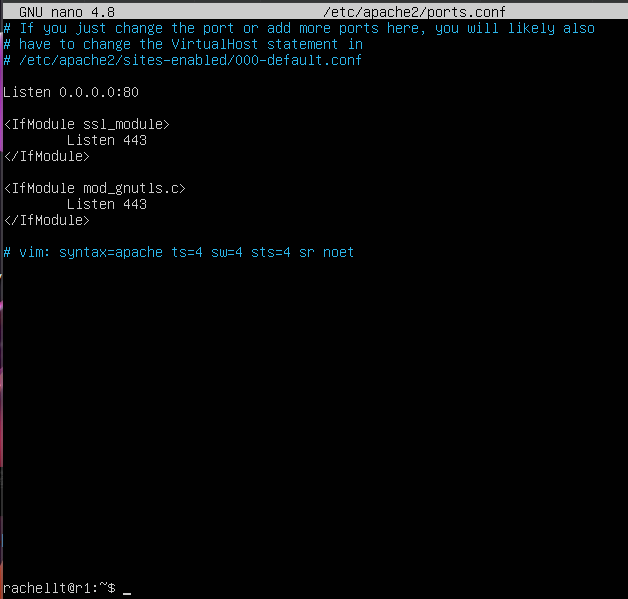 GNU nano 4.8 /etc/apache2/ports.conf
# If you just change the port or add more ports here, you will likely also
# have to change the VirtualHost statement in
# /etc/apache2/sites-enabled/000-default.conf
Listen 0.0.0.0:80
<IfModule ssl_module>
Listen 443
</IfModule>
<IfModule mod_gnutls.c>
Listen 443
</IfModule>
# vim: syntax=apache ts=4 sw=4 sts=4 sr noet
rachellt@r1:~$ _